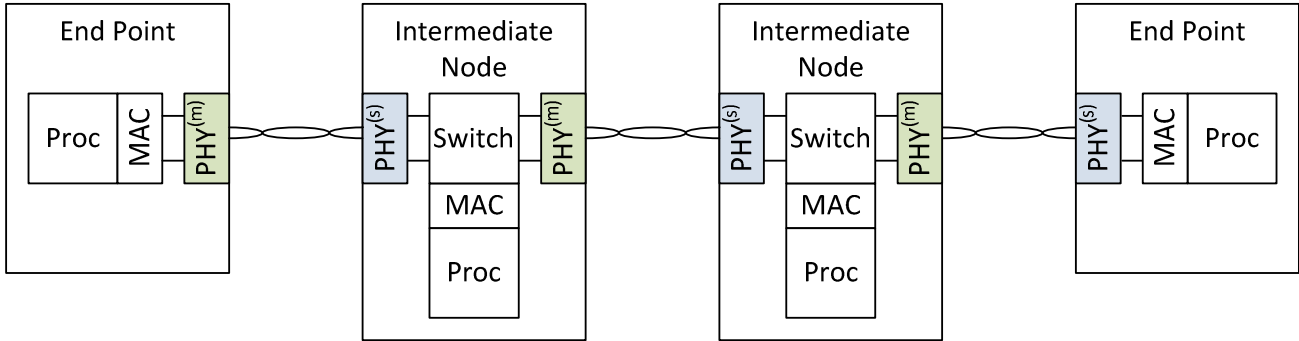 End Point
Proc
MAC
PHY(m)
Intermediate
Node
PHY(s)
Switch
PHY(m)
MAC
Proc
Intermediate
Node
PHY(s)
Switch
PHY(m)
MAC
Proc
End Point
PHY(s)
MAC
Proc